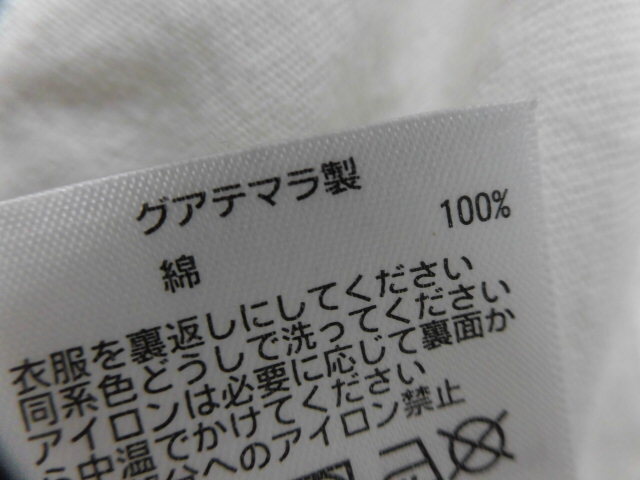 グアテマラ製
綿 100%
衣服を裏返しにしてください
同系色どうしで洗ってください
アイロンは必要に応じて裏面か
ら中温でかけてください
分へのアイロン禁止